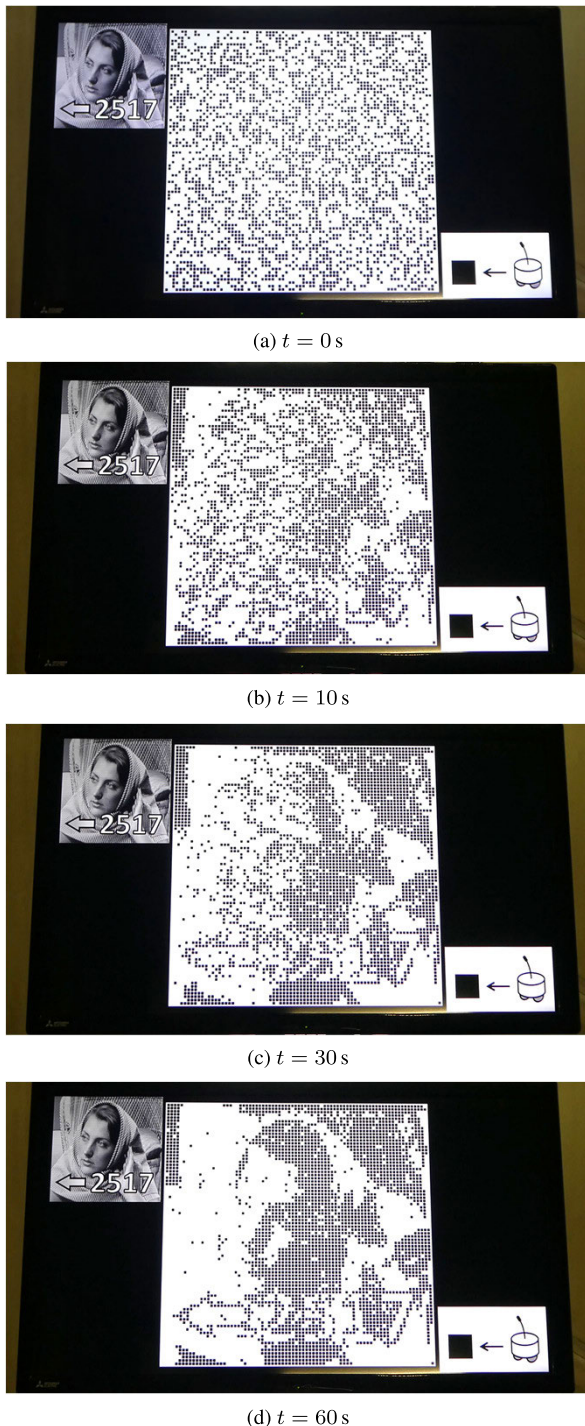 2517
(a) t = 0 s
2517
(b) t = 10 s
2517
(c) t = 30 s
2517
(d) t = 60 s